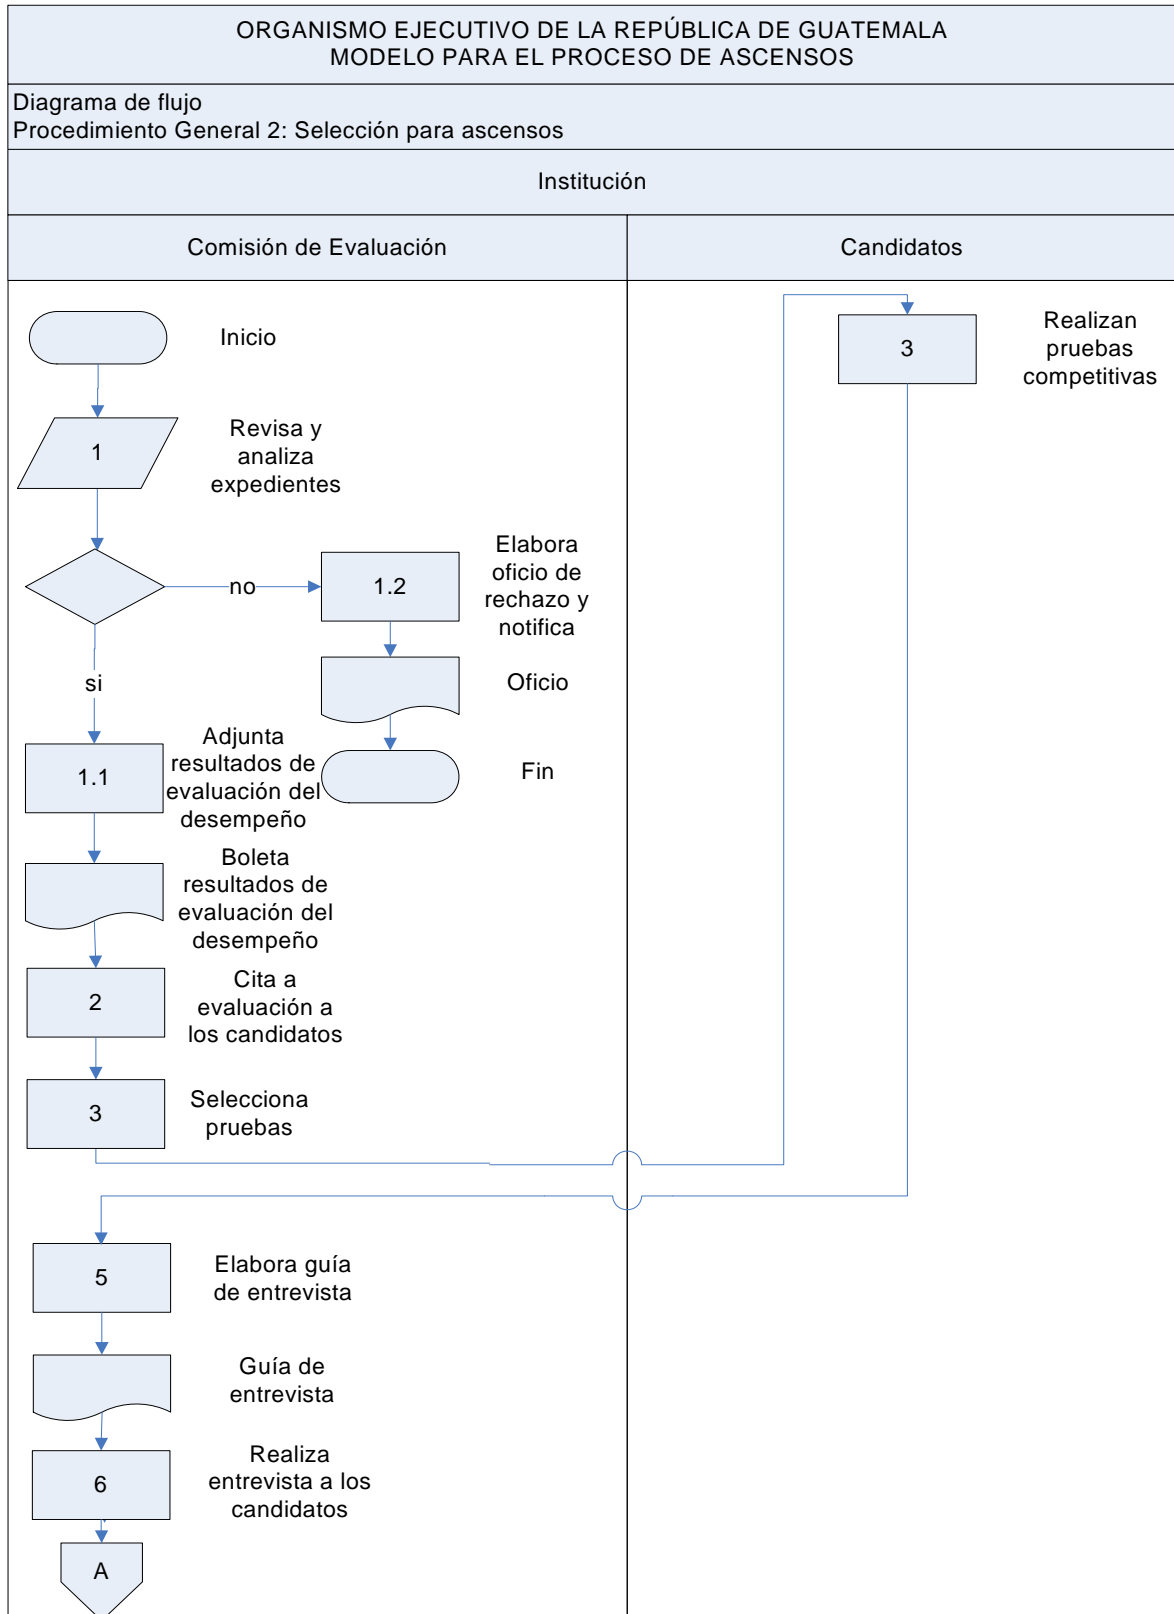 ORGANISMO EJECUTIVO DE LA REPÚBLICA DE GUATEMALA
MODELO PARA EL PROCESO DE ASCENSOS
Diagrama de flujo
Procedimiento General 2: Selección para ascensos
Institución
Comisión de Evaluación
Candidatos
Inicio
3
Realizan
pruebas
competitivas
1
Revisa y
analiza
expedientes
no
1.2
Elabora
oficio de
rechazo y
notifica
si
Oficio
1.1
Adjunta
resultados de
evaluación del
desempeño
Fin
Boleta
resultados de
evaluación del
desempeño
2
Cita a
evaluación a
los candidatos
3
Selecciona
pruebas
5
Elabora guía
de entrevista
Guía de
entrevista
6
Realiza
entrevista a los
candidatos
A